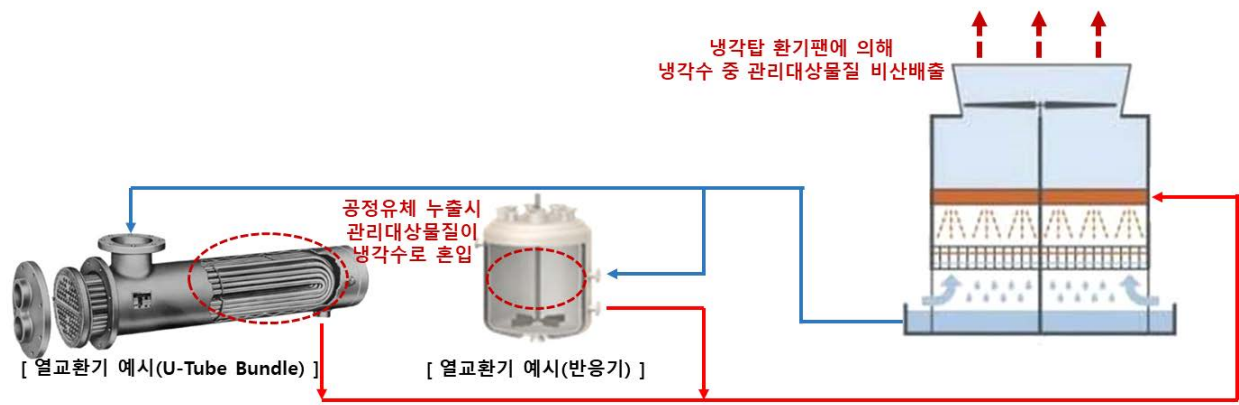 냉각탑 환기팬에 의해
냉각수 중 관리대상물질 비산배출
공정유체 누출시
관리대상물질이
냉각수로 혼입
[ 열교환기 예시(U-Tube Bundle) ]
[ 열교환기 예시(반응기) ]